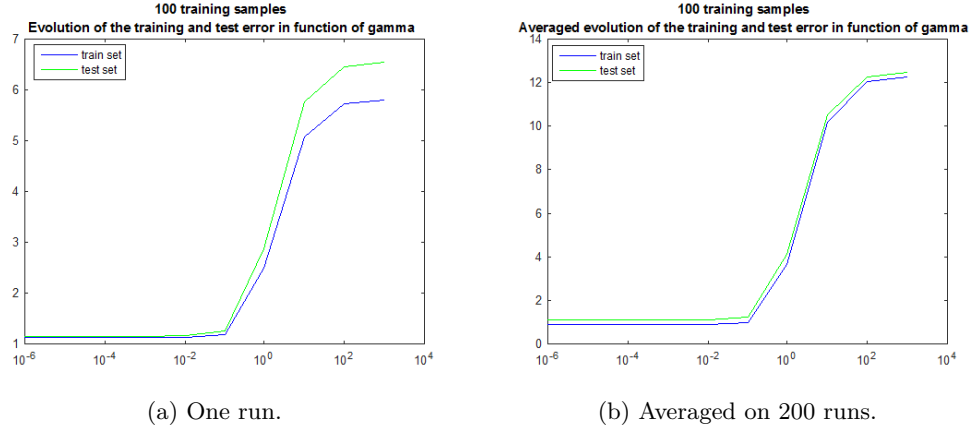 100 training samples
Evolution of the training and test error in function of gamma
7
6
5
4
3
2
1
train set
test set
10^-6
10^-4
10^-2
10^0
10^2
10^4
(a) One run.
100 training samples
Averaged evolution of the training and test error in function of gamma
14
12
10
8
6
4
2
0
train set
test set
10^-6
10^-4
10^-2
10^0
10^2
10^4
(b) Averaged on 200 runs.